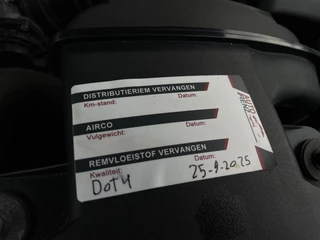 DISTRIBUTIERIEM VERVANGEN
Km-stand: Datum:
AIRCO
Vulgewicht: Datum:
REMVLOEISTOF VERVANGEN
Kwaliteit: Datum:
DOT4 25-9-2025